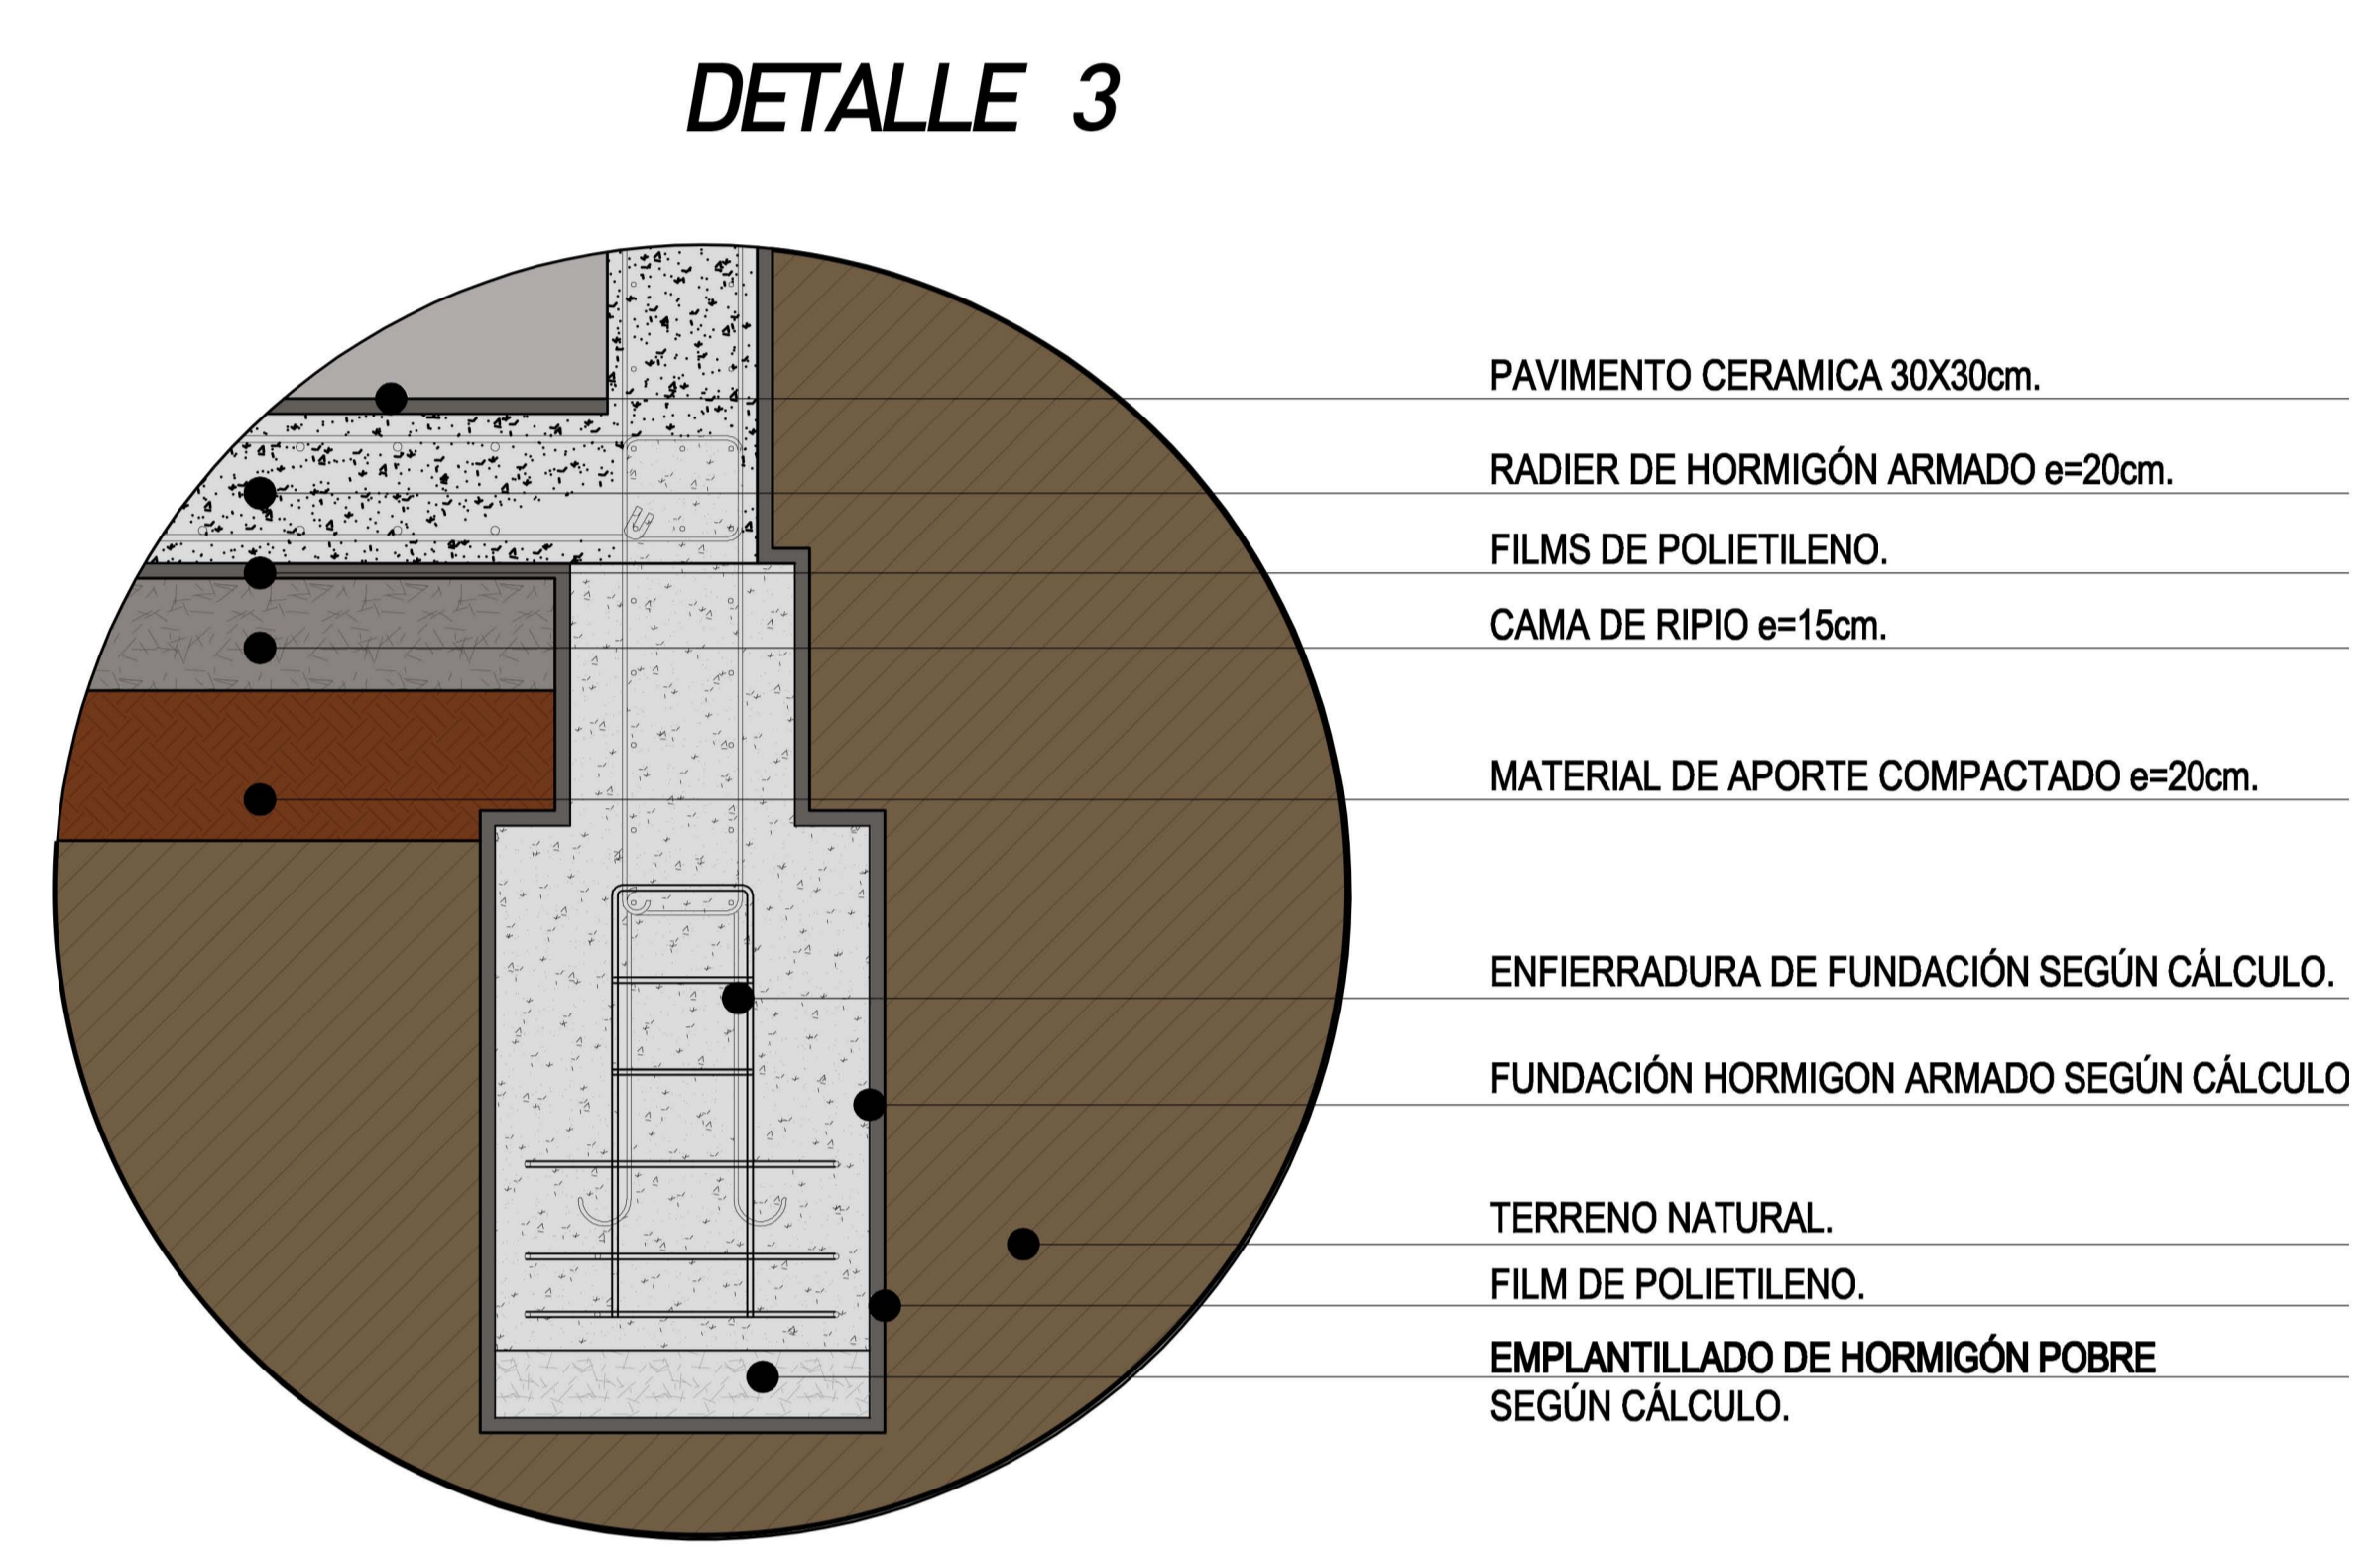 DETALLE 3
PAVIMENTO CERAMICA 30X30cm.
RADIER DE HORMIGÓN ARMADO e=20cm.
FILMS DE POLIETILENO.
CAMA DE RIPIO e=15cm.
MATERIAL DE APORTE COMPACTADO e=20cm.
ENFIERRADURA DE FUNDACIÓN SEGÚN CÁLCULO.
FUNDACIÓN HORMIGON ARMADO SEGÚN CÁLCULO
TERRENO NATURAL.
FILM DE POLIETILENO.
EMPLANTILLADO DE HORMIGÓN POBRE
SEGÚN CÁLCULO.